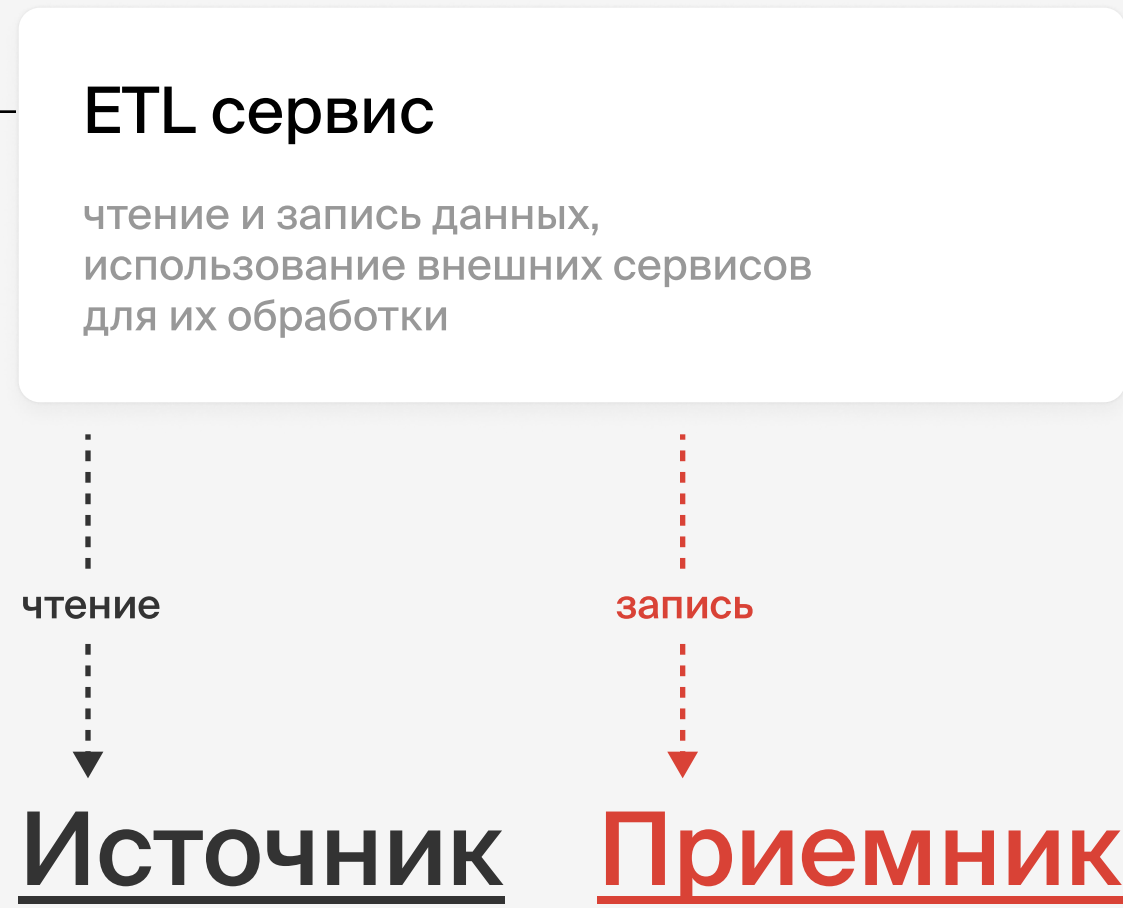 ETL сервис
чтение и запись данных,
использование внешних сервисов
для их обработки
чтение
запись
Источник
Приемник